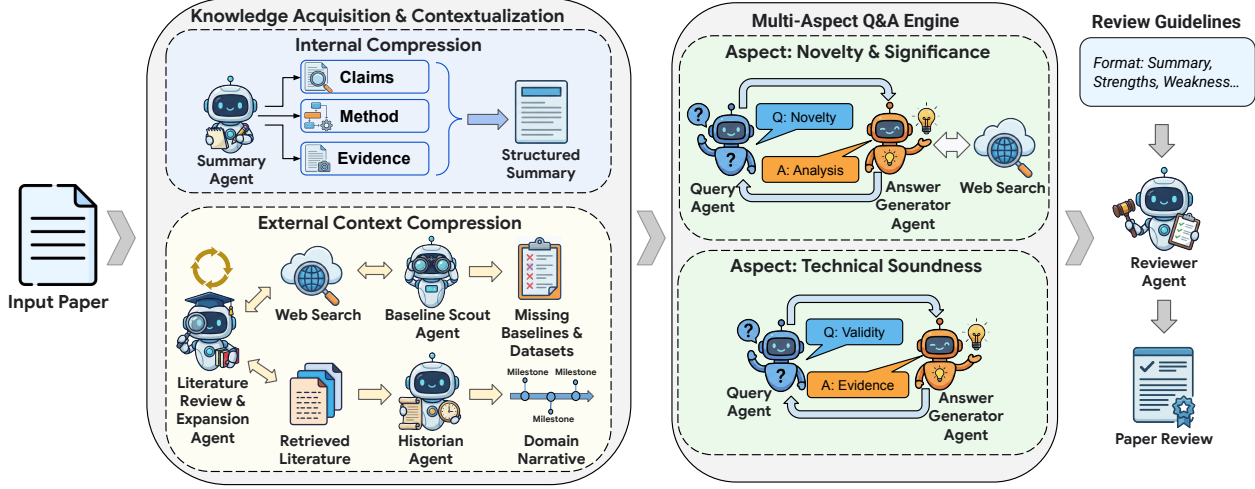 Input Paper
Knowledge Acquisition & Contextualization
Internal Compression
Summary
Agent
Claims
Method
Evidence
Structured
Summary
External Context Compression
Literature
Review &
Expansion
Agent
Web Search
Baseline Scout
Agent
Missing
Baselines &
Datasets
Retrieved
Literature
Historian
Agent
Milestone
Milestone
Milestone
Domain
Narrative
Multi-Aspect Q&A Engine
Aspect: Novelty & Significance
?
?
Q: Novelty
A: Analysis
Query
Agent
Answer
Generator
Agent
Web Search
Aspect: Technical Soundness
?
?
Q: Validity
A: Evidence
Query
Agent
Answer
Generator
Agent
Review Guidelines
Format: Summary,
Strengths, Weakness...
Reviewer
Agent
Paper Review